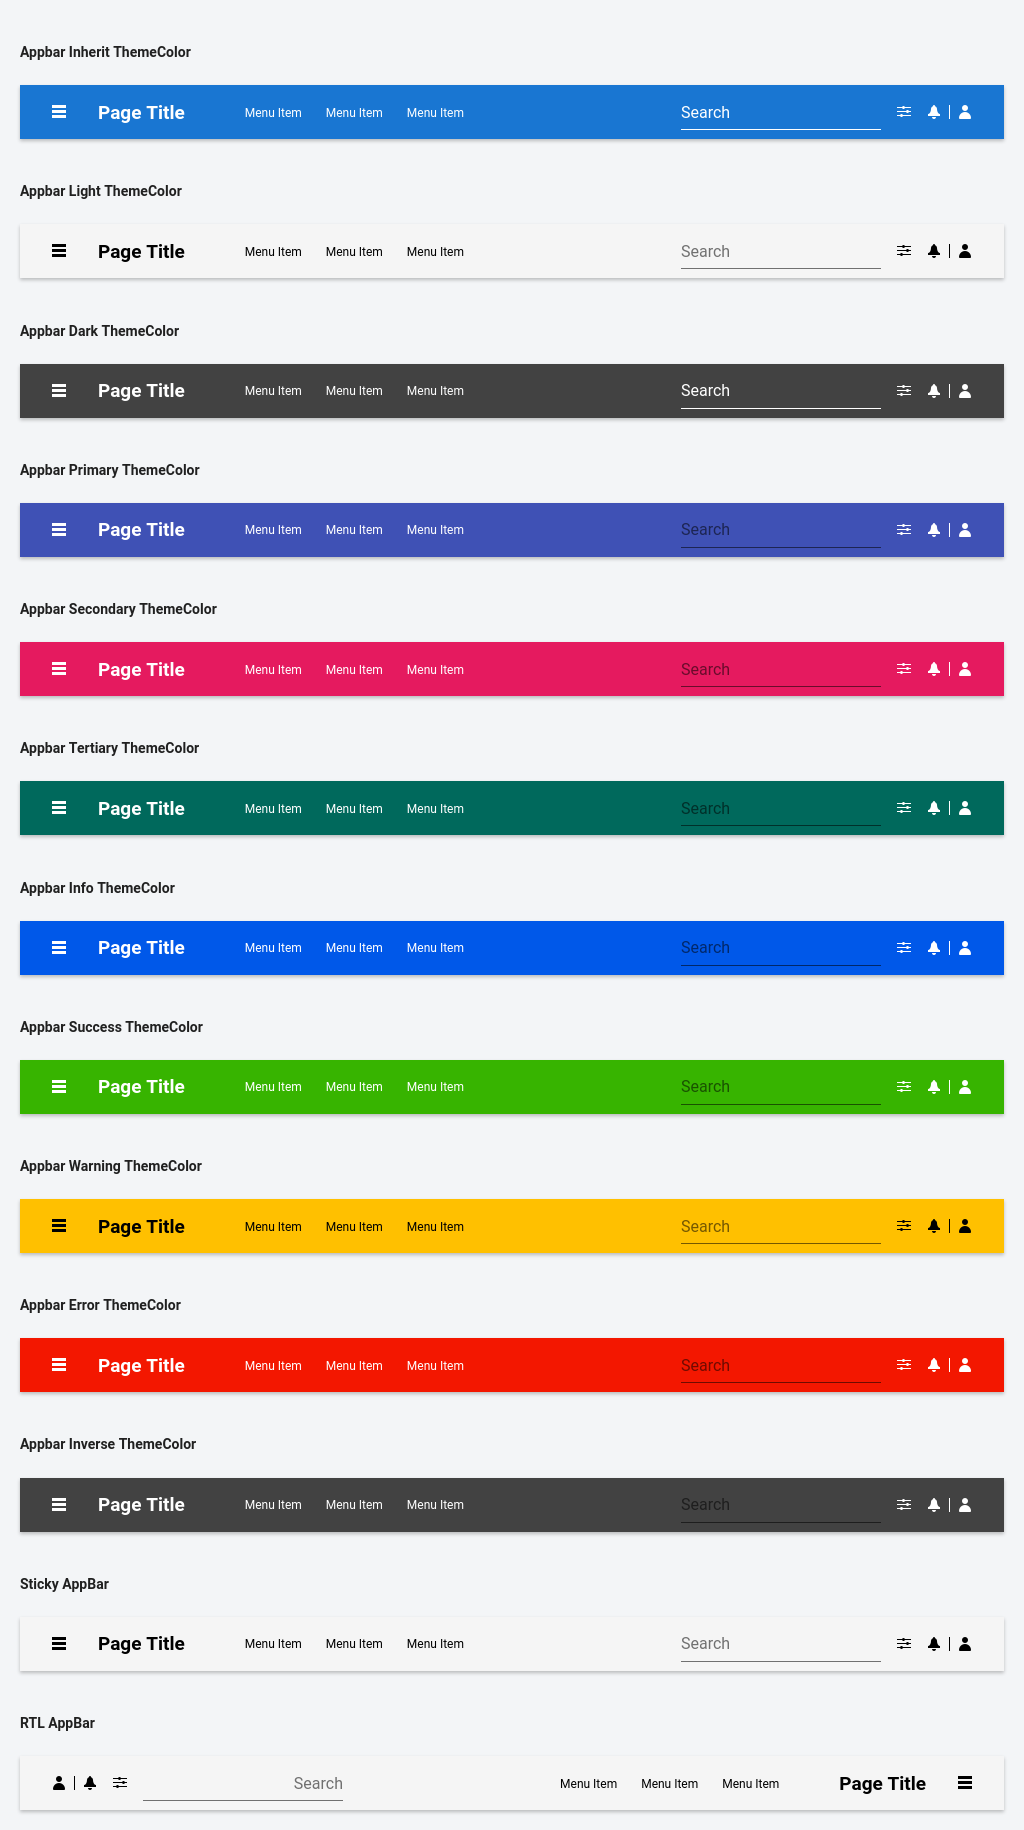 Appbar Inherit ThemeColor
Page Title Menu Item Menu Item Menu Item Search
Appbar Light ThemeColor
Page Title Menu Item Menu Item Menu Item Search
Appbar Dark ThemeColor
Page Title Menu Item Menu Item Menu Item Search
Appbar Primary ThemeColor
Page Title Menu Item Menu Item Menu Item Search
Appbar Secondary ThemeColor
Page Title Menu Item Menu Item Menu Item Search
Appbar Tertiary ThemeColor
Page Title Menu Item Menu Item Menu Item Search
Appbar Info ThemeColor
Page Title Menu Item Menu Item Menu Item Search
Appbar Success ThemeColor
Page Title Menu Item Menu Item Menu Item Search
Appbar Warning ThemeColor
Page Title Menu Item Menu Item Menu Item Search
Appbar Error ThemeColor
Page Title Menu Item Menu Item Menu Item Search
Appbar Inverse ThemeColor
Page Title Menu Item Menu Item Menu Item Search
Sticky AppBar
Page Title Menu Item Menu Item Menu Item Search
RTL AppBar
Search Menu Item Menu Item Menu Item Page Title